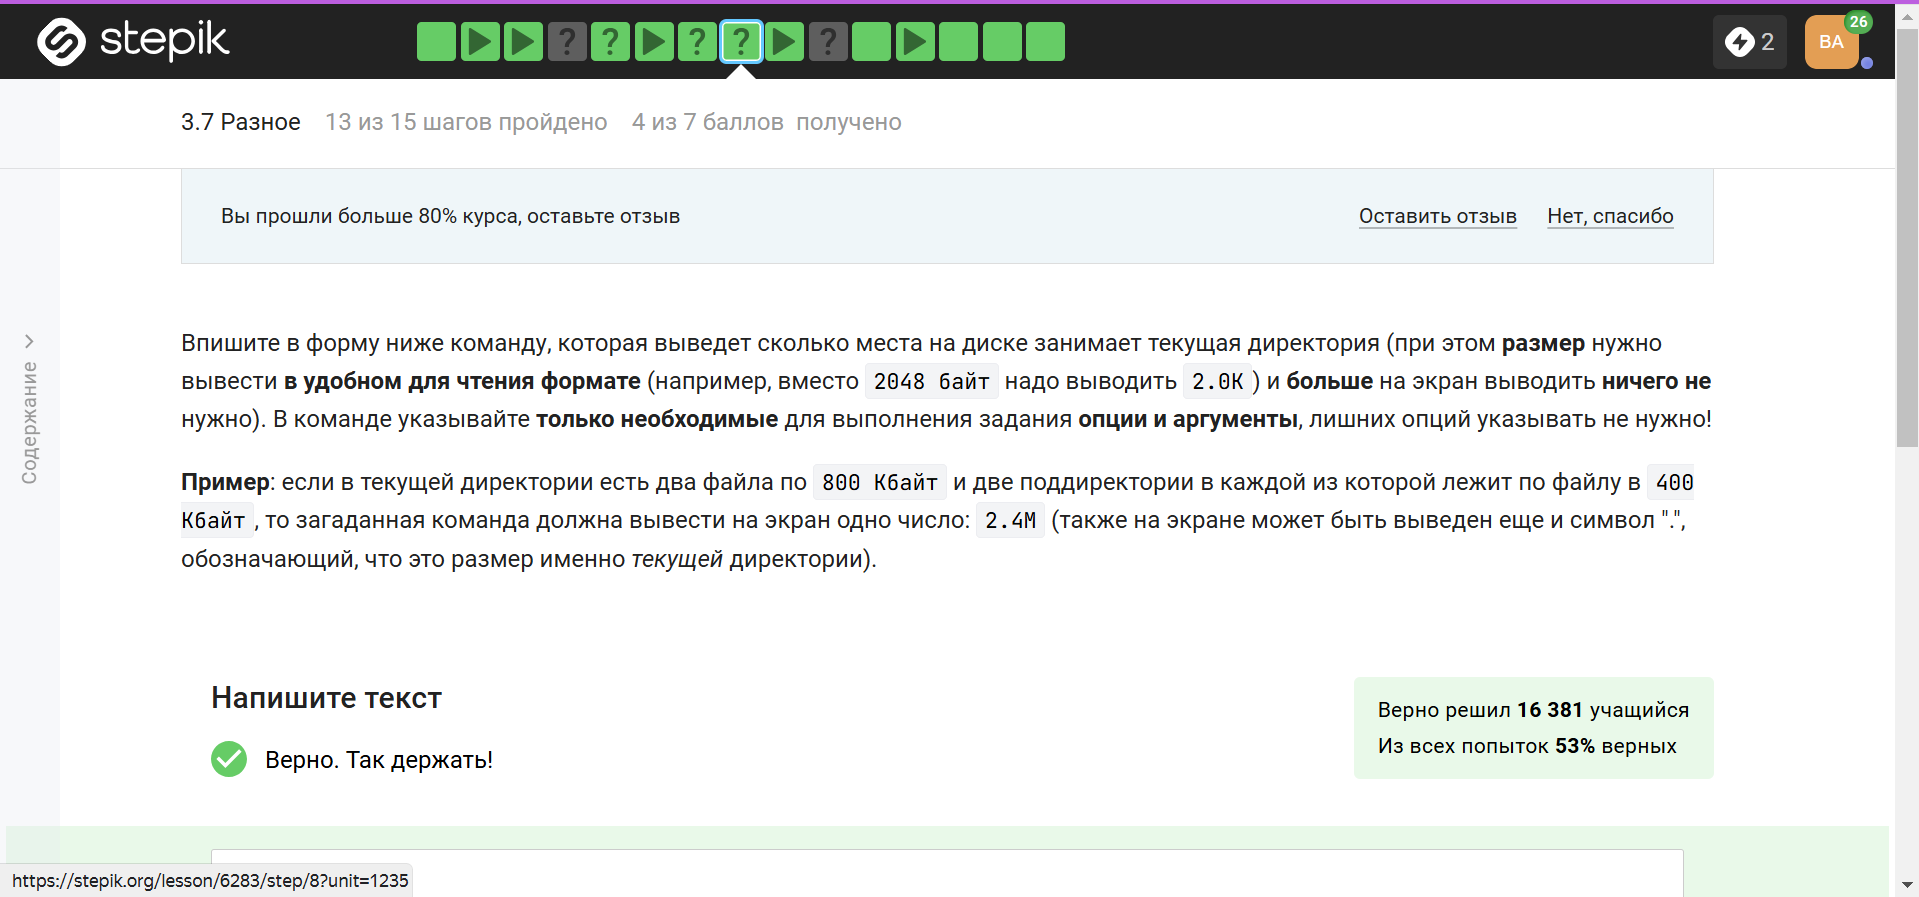 stepik
? ? ? ? ?
2
BA
26
3.7 Разное 13 из 15 шагов пройдено 4 из 7 баллов получено
Вы прошли больше 80% курса, оставьте отзыв Оставить отзыв Нет, спасибо
Содержание
Впишите в форму ниже команду, которая выведет сколько места на диске занимает текущая директория (при этом размер нужно
вывести в удобном для чтения формате (например, вместо 2048 байт надо выводить 2.0K ) и больше на экран выводить ничего не
нужно). В команде указывайте только необходимые для выполнения задания опции и аргументы, лишних опций указывать не нужно!
Пример: если в текущей директории есть два файла по 800 Кбайт и две поддиректории в каждой из которой лежит по файлу в 400
Кбайт , то загаданная команда должна вывести на экран одно число: 2.4M (также на экране может быть выведен еще и символ ".",
обозначающий, что это размер именно текущей директории).
Напишите текст
Верно. Так держать!
Верно решил 16 381 учащийся
Из всех попыток 53% верных
https://stepik.org/lesson/6283/step/8?unit=1235